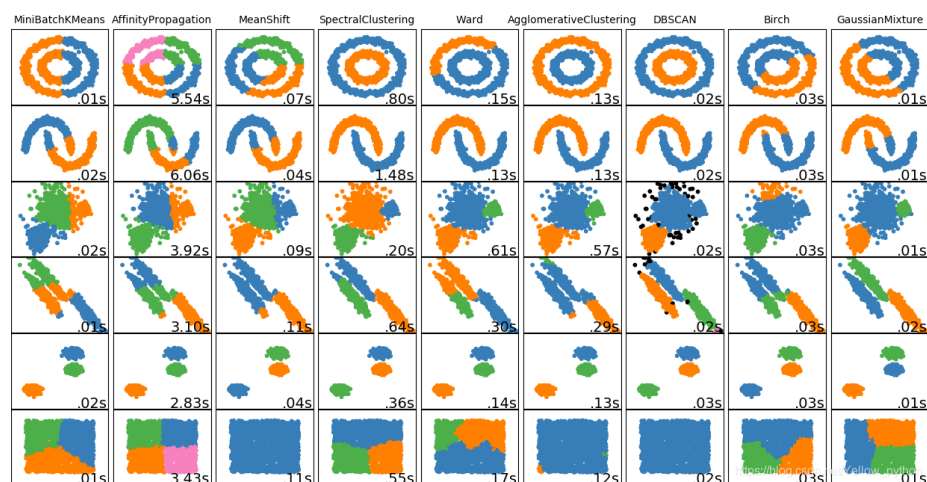 MiniBatchKMeans AffinityPropagation MeanShift SpectralClustering Ward AgglomerativeClustering DBSCAN Birch GaussianMixture
.01s 5.54s .07s .80s .15s .13s .02s .03s .01s
.02s 6.06s .04s 1.48s .13s .13s .02s .03s .01s
.02s 3.92s .09s .20s .61s .57s .02s .03s .01s
.01s 3.10s .11s .64s .30s .29s .02s .03s .02s
.02s 2.83s .04s .36s .14s .13s .03s .03s .01s
.01s 3.43s .11s .55s .17s .12s